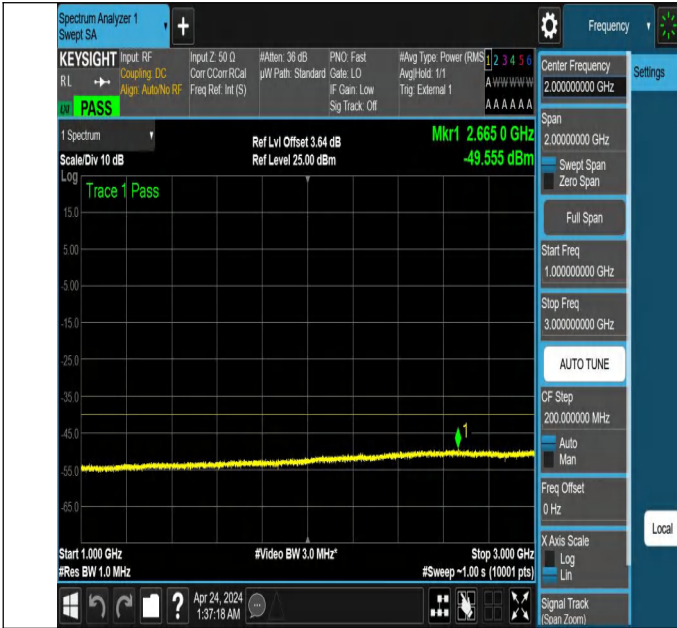 Spectrum Analyzer 1
Swept SA
+
Frequency
KEYSIGHT
RL
PASS
Input: RF
Coupling: DC
Align: Auto/No RF
Input Z: 50 Ω
Corr CCorr RCal
Freq Ref: Int (S)
#Atten: 36 dB
µW Path: Standard
PNO: Fast
Gate: LO
IF Gain: Low
Sig Track: Off
#Avg Type: Power (RMS
Avg|Hold: 1/1
Trig: External 1
1 2 3 4 5 6
A W W W W W
A A A A A A
1 Spectrum
Scale/Div 10 dB
Ref Lvl Offset 3.64 dB
Ref Level 25.00 dBm
Mkr1 2.665 0 GHz
-49.555 dBm
Log
Trace 1 Pass
15.0
5.00
-5.00
-15.0
-25.0
-35.0
-45.0
-55.0
-65.0
1
Start 1.000 GHz
#Res BW 1.0 MHz
#Video BW 3.0 MHz*
Stop 3.000 GHz
#Sweep ~1.00 s (10001 pts)
Center Frequency
2.000000000 GHz
Settings
Span
2.00000000 GHz
Swept Span
Zero Span
Full Span
Start Freq
1.000000000 GHz
Stop Freq
3.000000000 GHz
AUTO TUNE
CF Step
200.000000 MHz
Auto
Man
Freq Offset
0 Hz
X Axis Scale
Log
Lin
Signal Track
(Span Zoom)
Local
?
Apr 24, 2024
1:37:18 AM